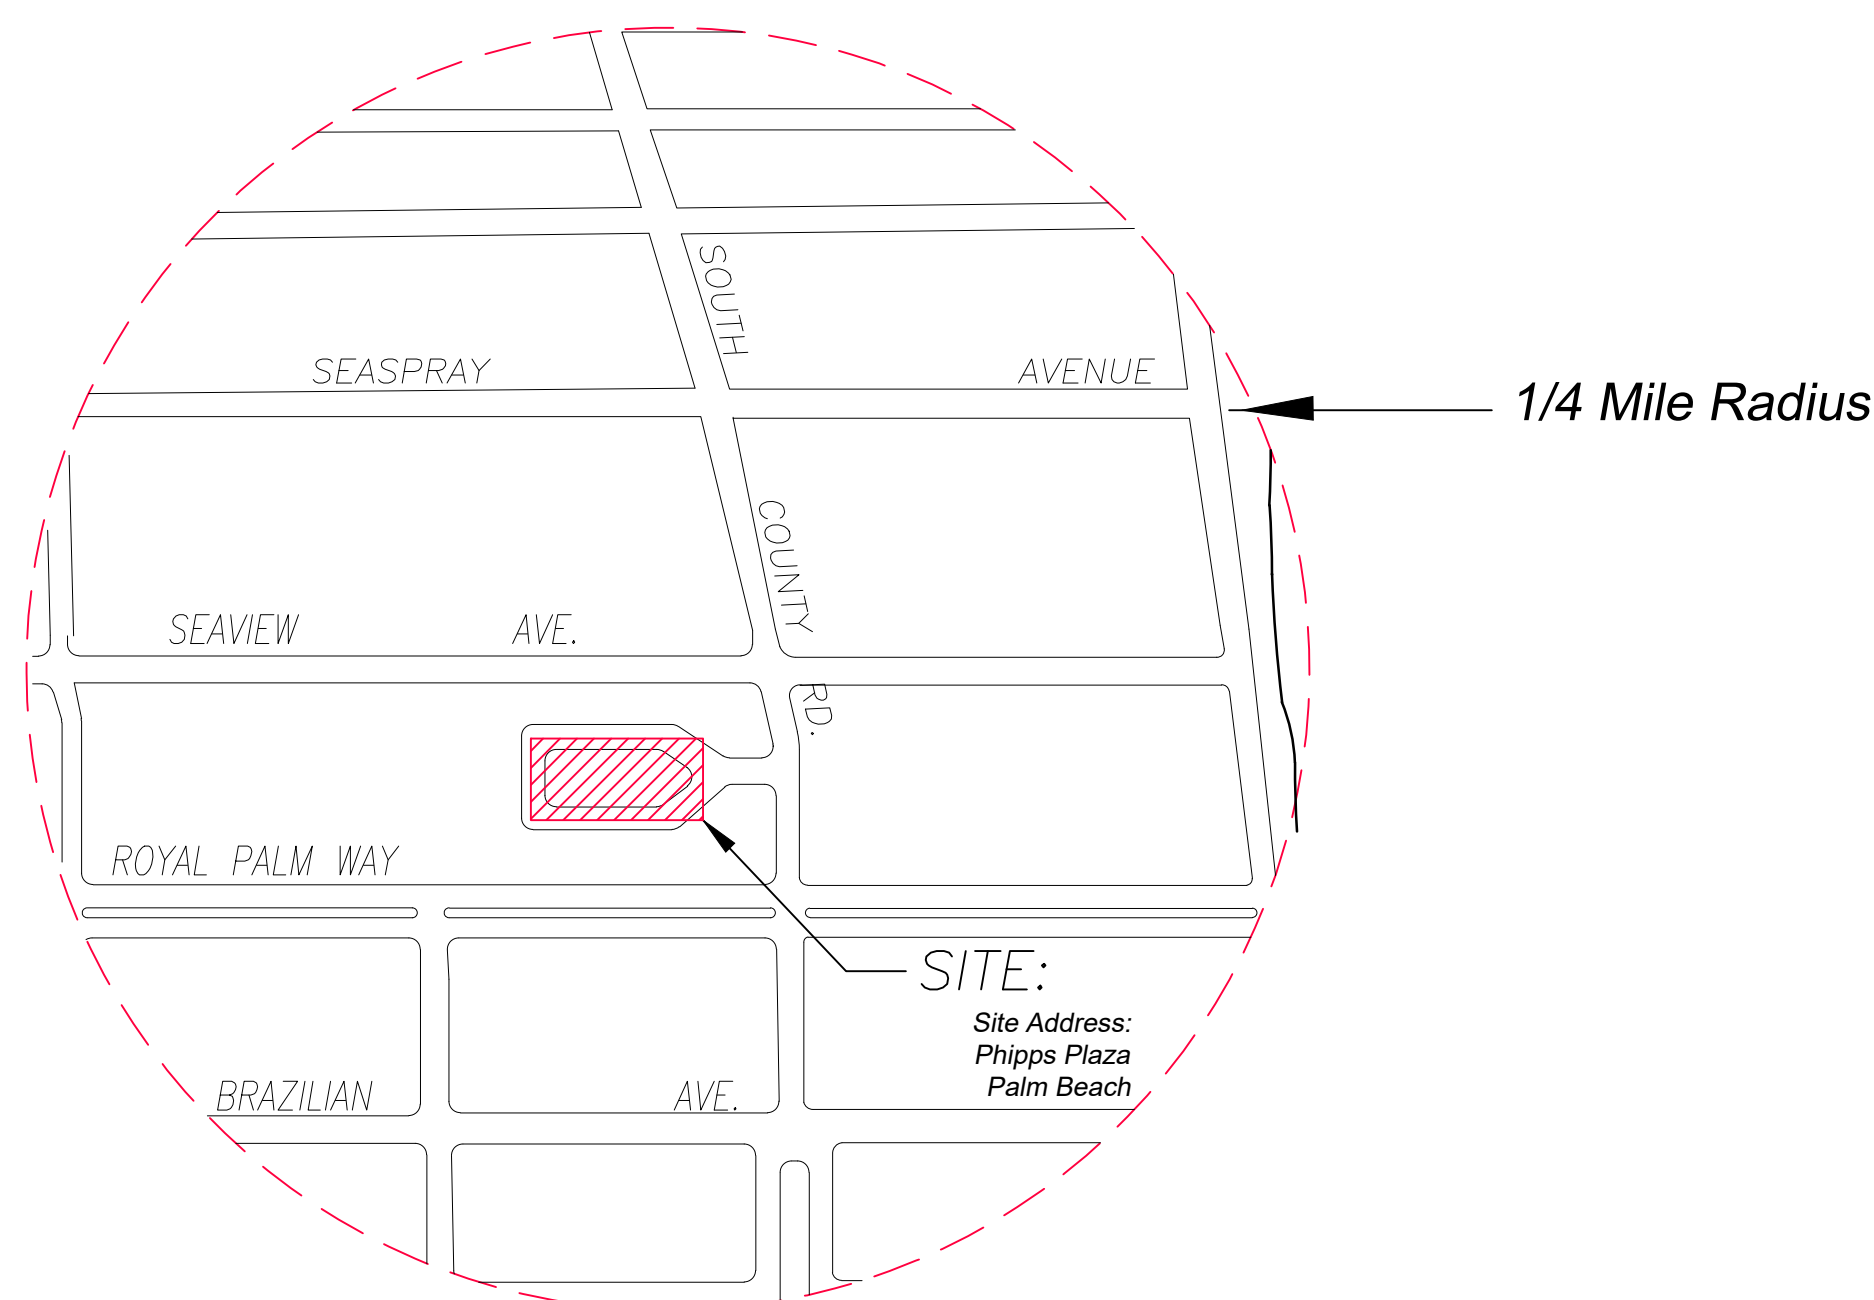 SOUTH
SEASPRAY AVENUE
1/4 Mile Radius
COUNTY
SEAVIEW AVE.
RD.
ROYAL PALM WAY
SITE:
Site Address:
Phipps Plaza
Palm Beach
BRAZILIAN AVE.